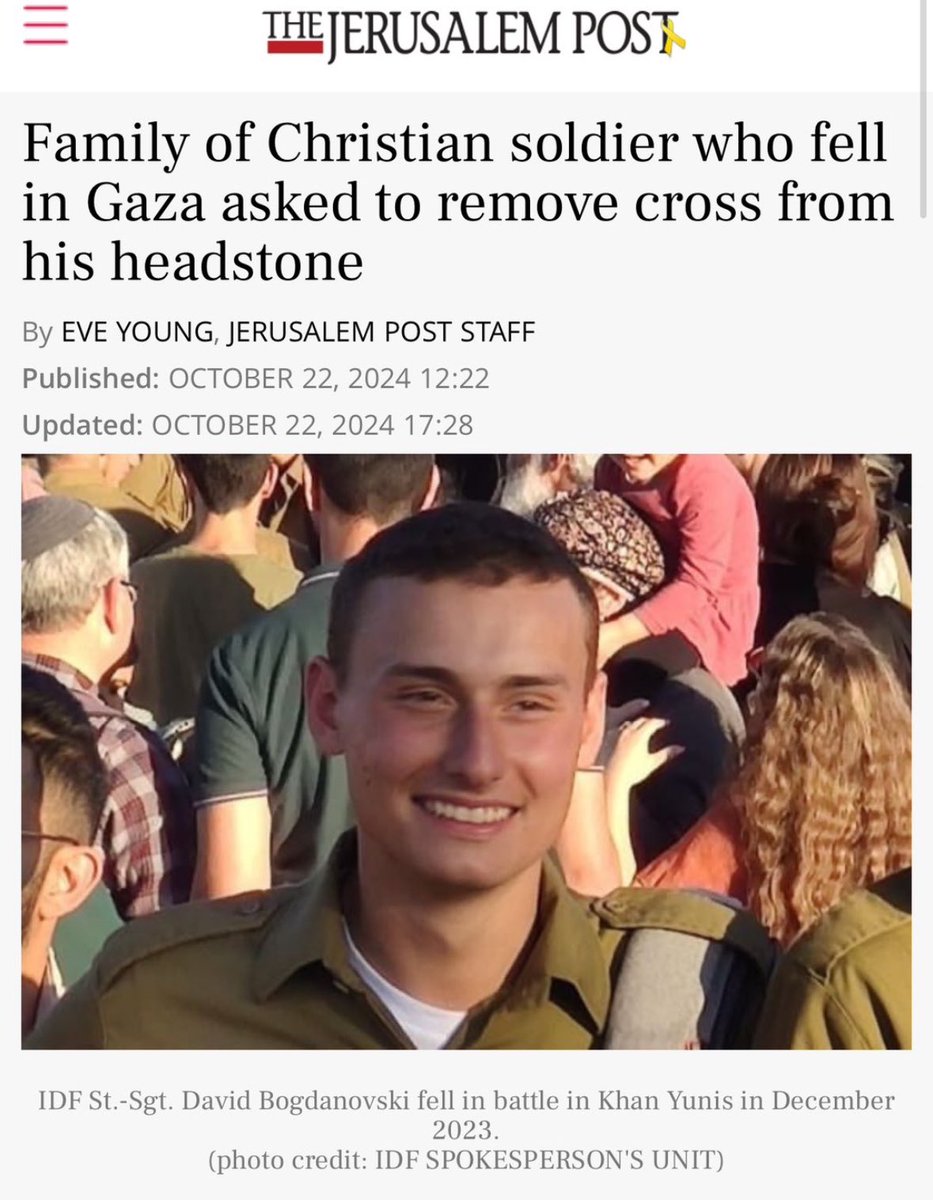 THE JERUSALEM POST
Family of Christian soldier who fell
in Gaza asked to remove cross from
his headstone
By EVE YOUNG, JERUSALEM POST STAFF
Published: OCTOBER 22, 2024 12:22
Updated: OCTOBER 22, 2024 17:28
IDF St.-Sgt. David Bogdanovski fell in battle in Khan Yunis in December
2023.
(photo credit: IDF SPOKESPERSON'S UNIT)